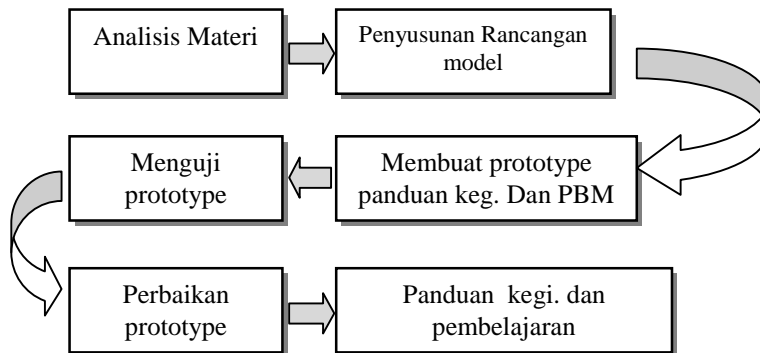 Analisis Materi
Penyusunan Rancangan
model
Membuat prototype
panduan keg. Dan PBM
Menguji
prototype
Perbaikan
prototype
Panduan kegi. dan
pembelajaran